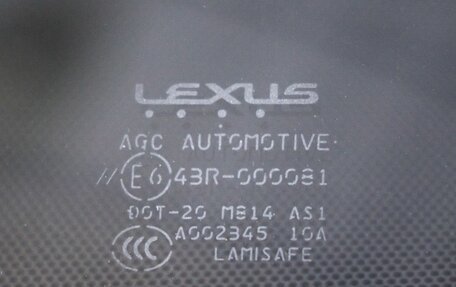 LEXUS
AGC AUTOMOTIVE
// E6 43R-000081
DOT-20 M814 AS1
CCC A002345 10A
LAMISAFE